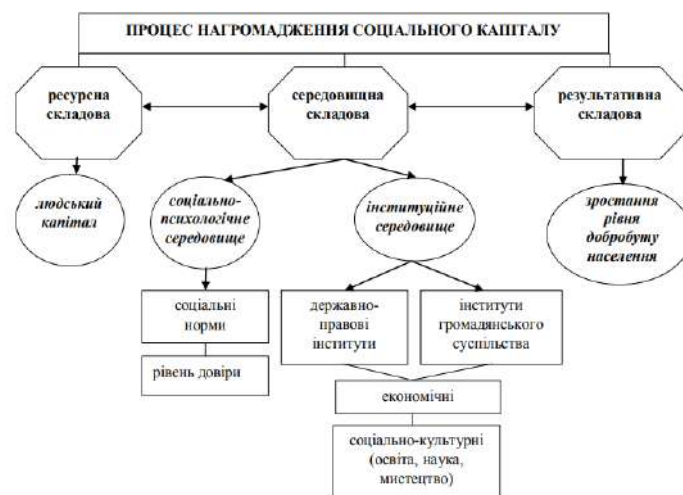 ПРОЦЕС НАГРОМАДЖЕННЯ СОЦІАЛЬНОГО КАПІТАЛУ
ресурсна
складова
середовищна
складова
результативна
складова
людський
капітал
соціально-
психологічне
середовище
інституційне
середовище
зростання
рівня
добробуту
населення
соціальні
норми
рівень довіри
державно-
правові
інститути
інститути
громадянського
суспільства
економічні
соціально-культурні
(освіта, наука,
мистецтво)